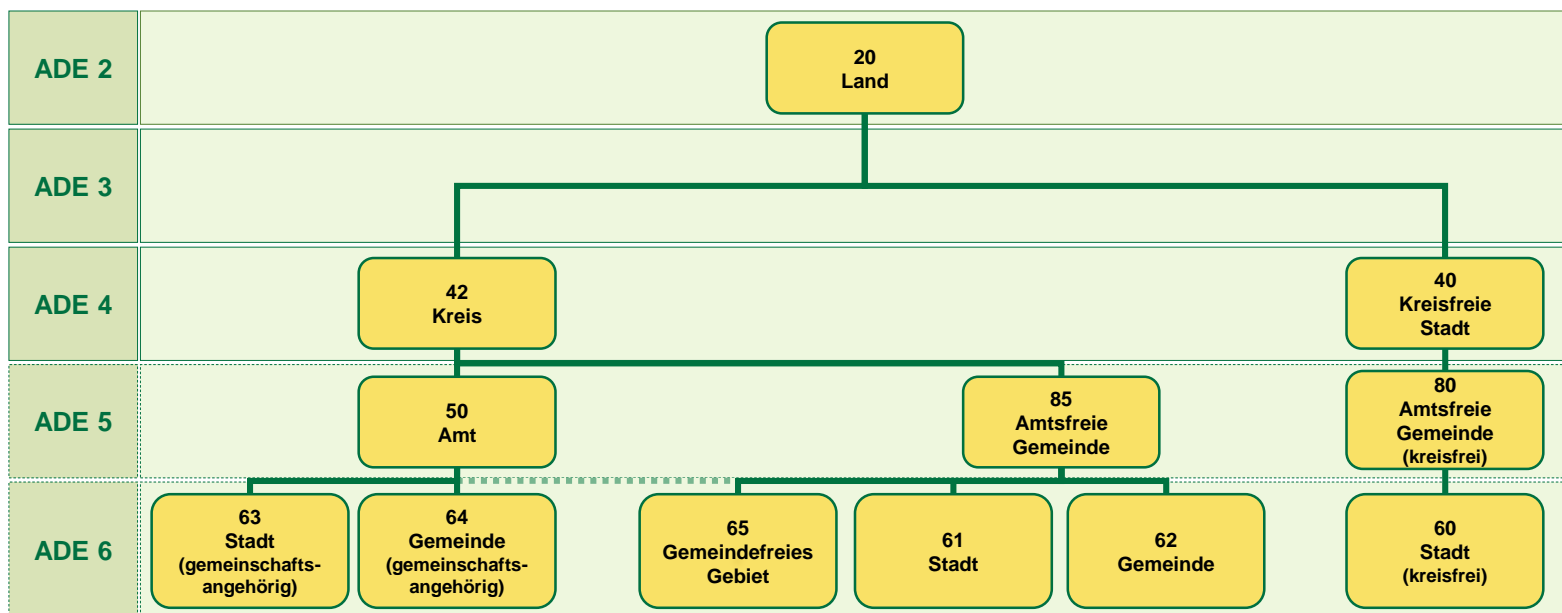 ADE 2
20
Land
ADE 3
ADE 4
42
Kreis
40
Kreisfreie
Stadt
ADE 5
50
Amt
85
Amtsfreie
Gemeinde
80
Amtsfreie
Gemeinde
(kreisfrei)
ADE 6
63
Stadt
(gemeinschafts-
angehörig)
64
Gemeinde
(gemeinschafts-
angehörig)
65
Gemeindefreies
Gebiet
61
Stadt
62
Gemeinde
60
Stadt
(kreisfrei)